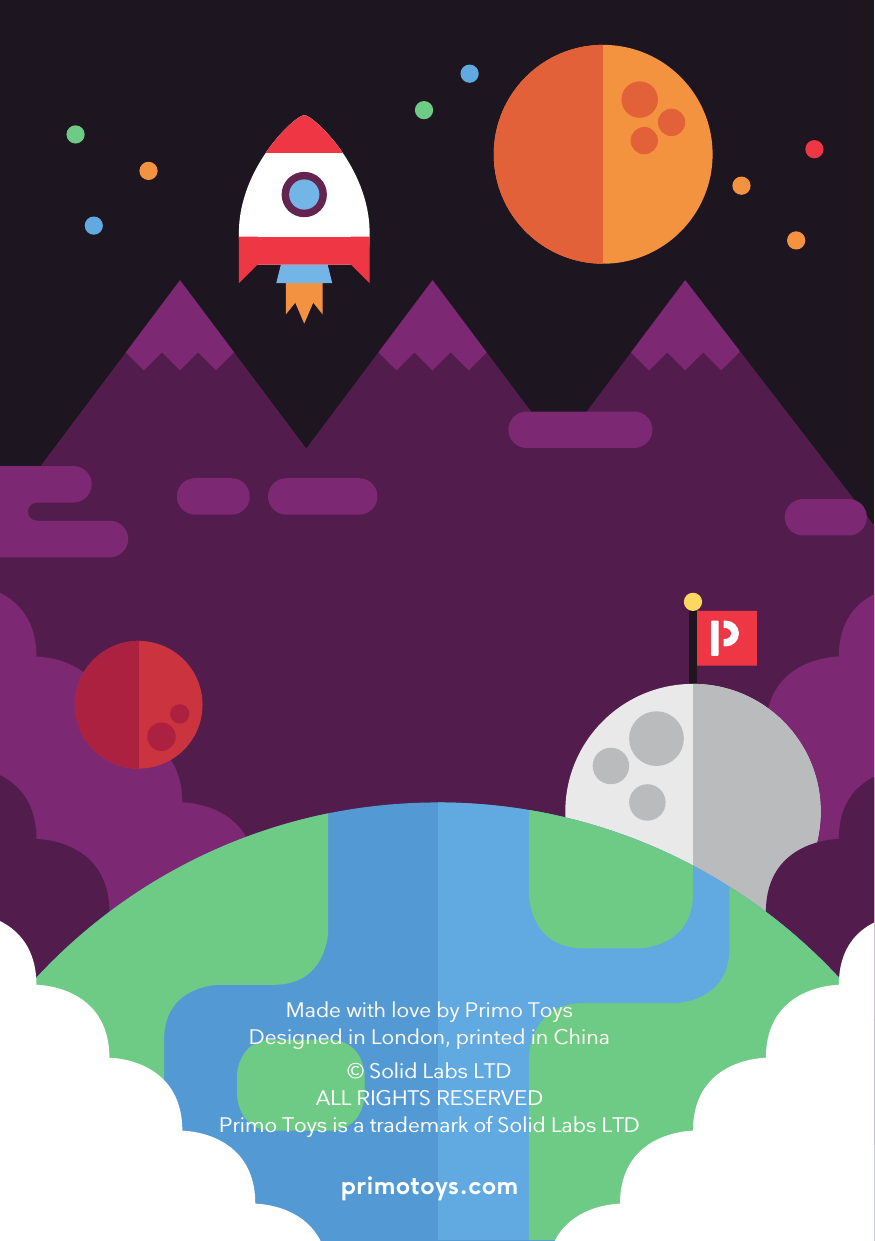 P
Made with love by Primo Toys
Designed in London, printed in China
© Solid Labs LTD
ALL RIGHTS RESERVED
Primo Toys is a trademark of Solid Labs LTD
primotoys.com